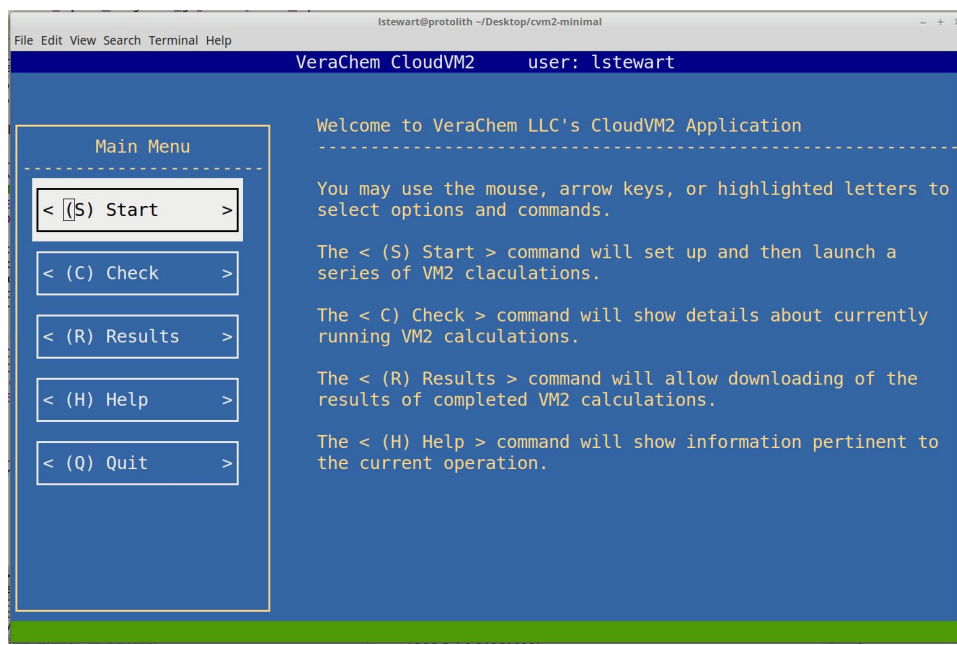 lstewart@protolith ~/Desktop/cvm2-minimal
File Edit View Search Terminal Help
VeraChem CloudVM2 user: lstewart
Main Menu
< (S) Start >
< (C) Check >
< (R) Results >
< (H) Help >
< (Q) Quit >
Welcome to VeraChem LLC's CloudVM2 Application
You may use the mouse, arrow keys, or highlighted letters to
select options and commands.
The < (S) Start > command will set up and then launch a
series of VM2 claculations.
The < C) Check > command will show details about currently
running VM2 calculations.
The < (R) Results > command will allow downloading of the
results of completed VM2 calculations.
The < (H) Help > command will show information pertinent to
the current operation.